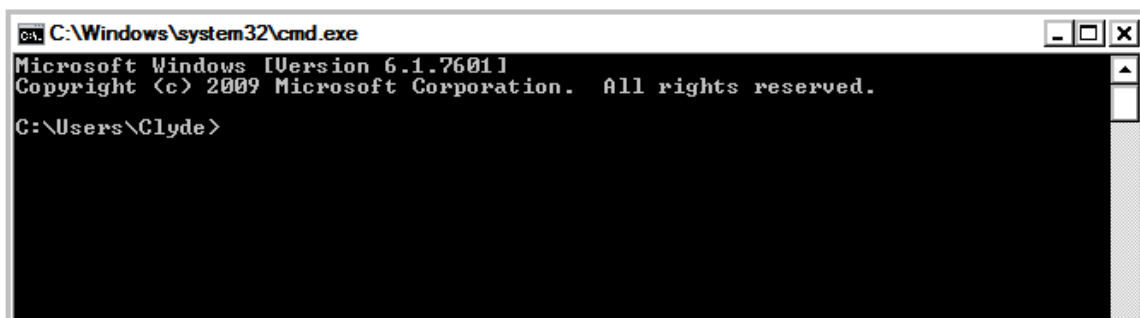 C:\Windows\system32\cmd.exe
Microsoft Windows [Version 6.1.7601]
Copyright (c) 2009 Microsoft Corporation.  All rights reserved.
C:\Users\Clyde>